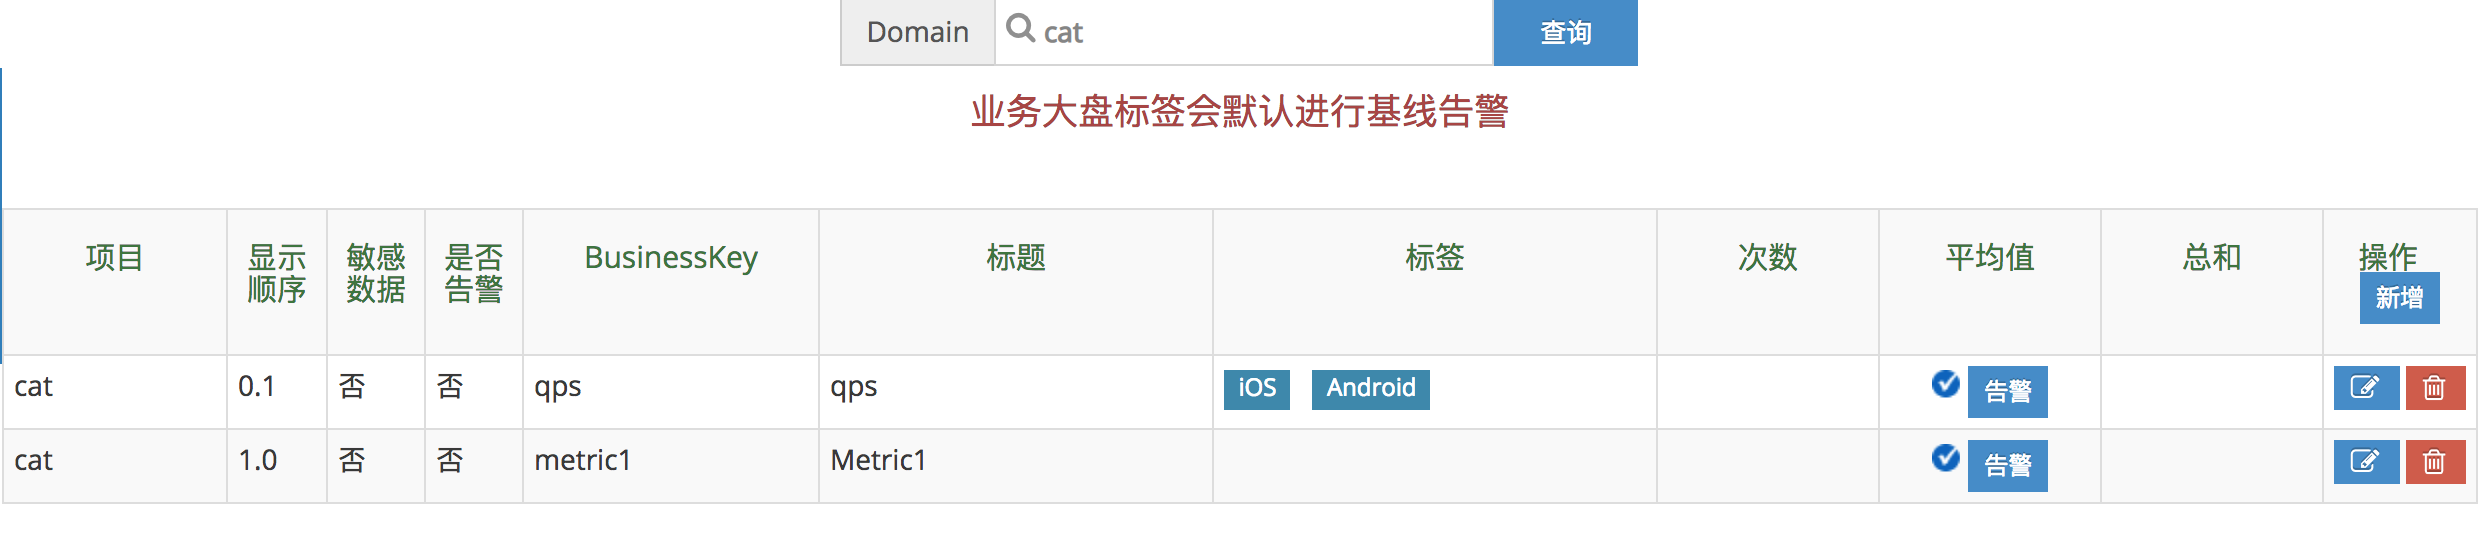 Domain cat 查询
业务大盘标签会默认进行基线告警
项目 显示 敏感 是否 BusinessKey 标题 标签 次数 平均值 总和 操作
顺序 数据 告警 新增
cat 0.1 否 否 qps qps iOS Android 告警
cat 1.0 否 否 metric1 Metric1 告警